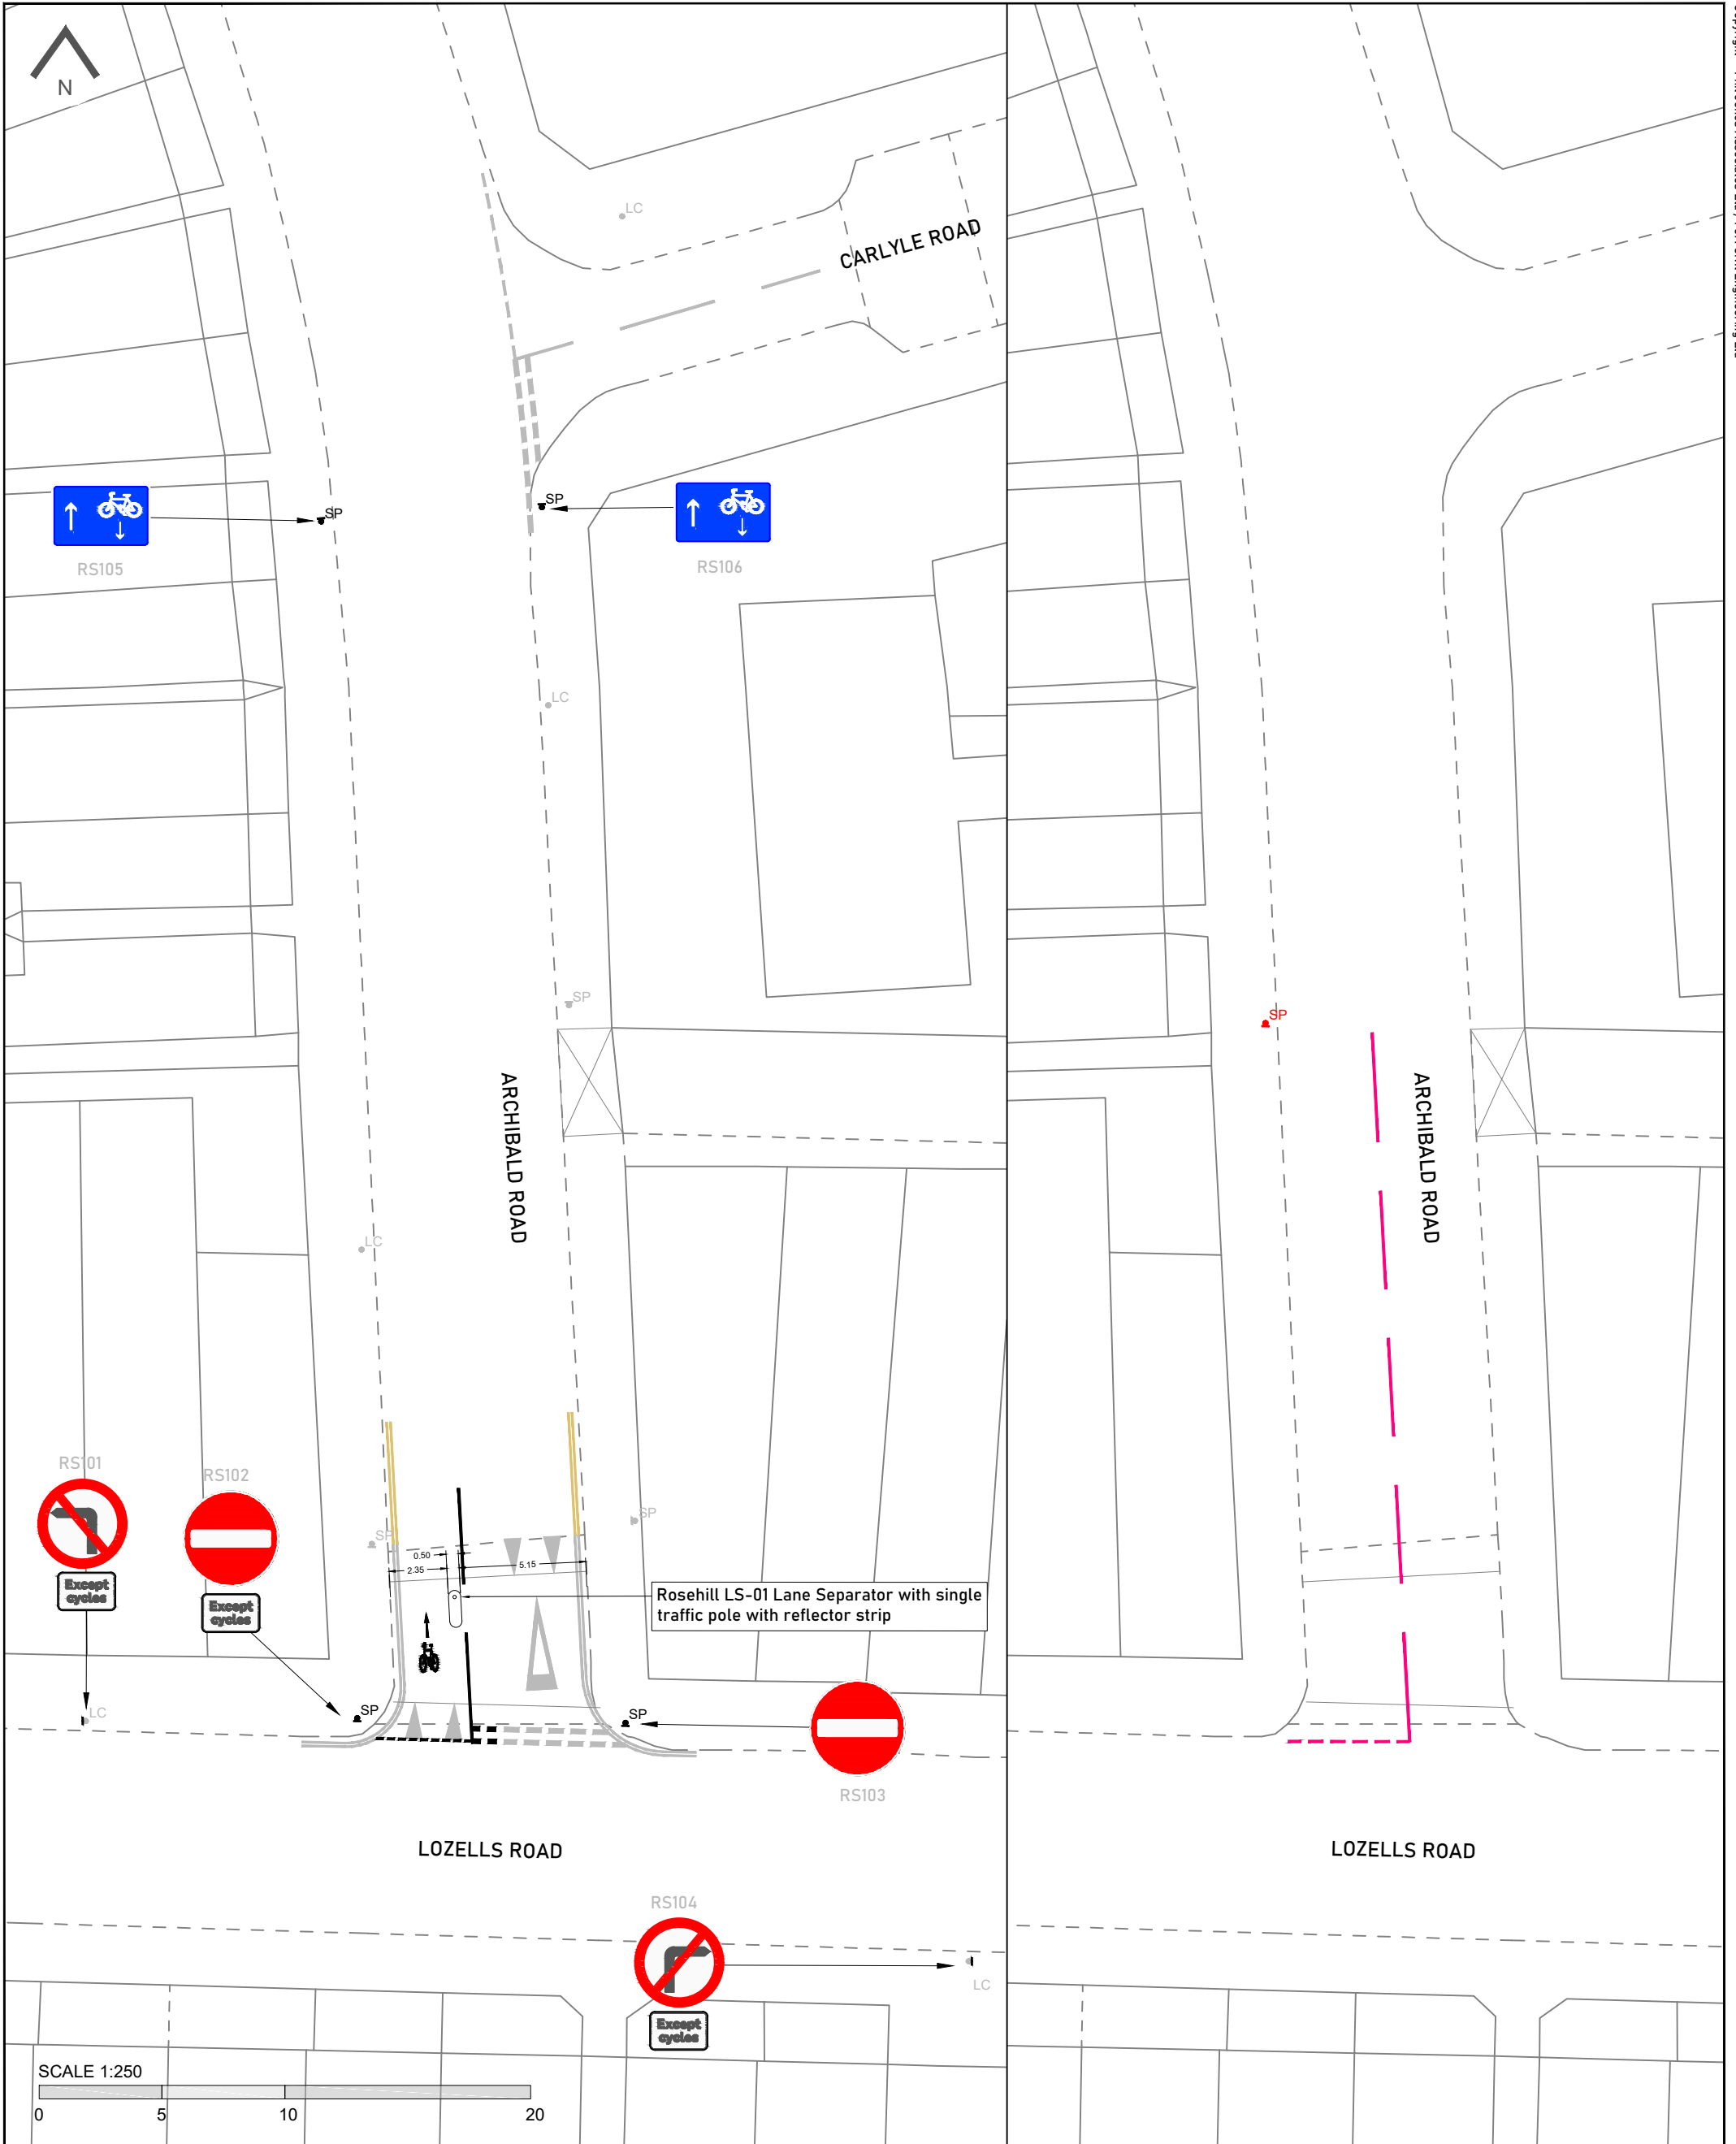 N
LC
CARLYLE ROAD
SP
SP
RS105
RS106
LC
SP
SP
ARCHIBALD ROAD
ARCHIBALD ROAD
LC
RS101
RS102
SP
SP
0.50
2.35
5.15
Except
cycles
Except
cycles
Rosehill LS-01 Lane Separator with single
traffic pole with reflector strip
LC
SP
SP
RS103
LOZELLS ROAD
LOZELLS ROAD
RS104
LC
Except
cycles
SCALE 1:250
0
5
10
20